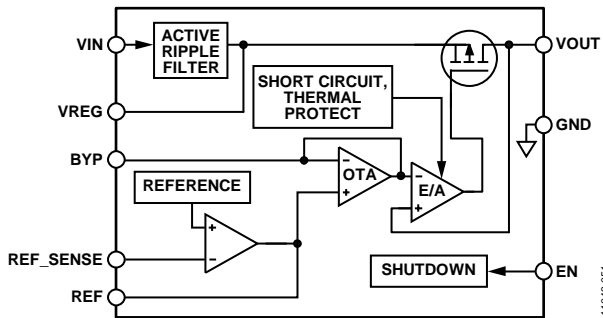 VIN
ACTIVE
RIPPLE
FILTER
VOUT
VREG
SHORT CIRCUIT,
THERMAL
PROTECT
GND
BYP
REFERENCE
–
OTA
+
–
E/A
+
+
–
REF_SENSE
REF
SHUTDOWN
EN